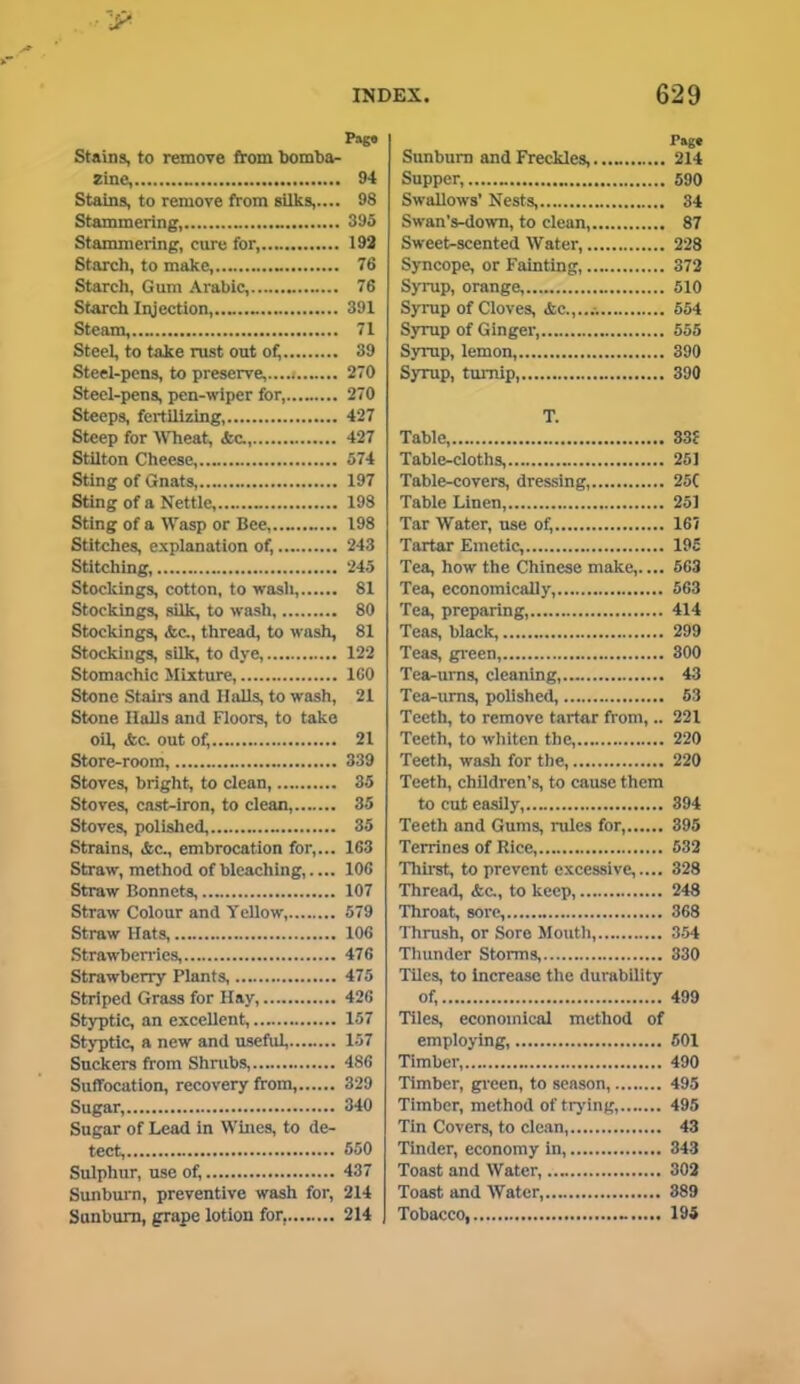 INDEX. 629
Page
Stains, to remove from bomba-
zine,.... 94
Stains, to remove from silks,.... 98
Stammering,.... 395
Stammering, cure for,.... 192
Starch, to make,.... 76
Starch, Gum Arabic,.... 76
Starch Injection,.... 391
Steam,.... 71
Steel, to take rust out of,.... 39
Steel-pens, to preserve,.... 270
Steel-pens, pen-wiper for,.... 270
Steeps, fertilizing,.... 427
Steep for Wheat, &c.,.... 427
Stilton Cheese,.... 574
Sting of Gnats,.... 197
Sting of a Nettle,.... 198
Sting of a Wasp or Bee,.... 198
Stitches, explanation of,.... 243
Stitching,.... 245
Stockings, cotton, to wash,.... 81
Stockings, silk, to wash,.... 80
Stockings, &c., thread, to wash, 81
Stockings, silk, to dye,.... 122
Stomachic Mixture,.... 160
Stone Stairs and Halls, to wash, 21
Stone Halls and Floors, to take
oil, &c. out of,.... 21
Store-room,.... 339
Stoves, bright, to clean,.... 35
Stoves, cast-iron, to clean,.... 35
Stoves, polished,.... 35
Strains, &c., embrocation for,... 163
Straw, method of bleaching,.... 106
Straw Bonnets,.... 107
Straw Colour and Yellow,.... 579
Straw Hats,.... 106
Strawberries,.... 476
Strawberry Plants,.... 475
Striped Grass for Hay,.... 426
Styptic, an excellent,.... 157
Styptic, a new and useful,.... 157
Suckers from Shrubs,.... 486
Suffocation, recovery from,.... 329
Sugar,.... 340
Sugar of Lead in Wines, to de-
tect,.... 550
Sulphur, use of,.... 437
Sunburn, preventive wash for, 214
Sunburn, grape lotion for,.... 214
Page
Sunburn and Freckles,.... 214
Supper,.... 590
Swallows' Nests,.... 34
Swan's-down, to clean,.... 87
Sweet-scented Water,.... 228
Syncope, or Fainting,.... 372
Syrup, orange,.... 510
Syrup of Cloves, &c.,.... 554
Syrup of Ginger,.... 555
Syrup, lemon,.... 390
Syrup, turnip,.... 390
T.
Table,....
Table-cloths,.... 251
Table-covers, dressing,....
Table Linen,.... 251
Tar Water, use of,.... 167
Tartar Emetic,....
Tea, how the Chinese make,.... 563
Tea, economically,.... 563
Tea, preparing,.... 414
Teas, black,.... 299
Teas, green,.... 300
Tea-urns, cleaning,.... 43
Tea-urns, polished,.... 53
Teeth, to remove tartar from,.. 221
Teeth, to whiten the,.... 220
Teeth, wash for the,.... 220
Teeth, children's, to cause them
to cut easily,.... 394
Teeth and Gums, rules for,.... 395
Terrines of Rice,.... 532
Thirst, to prevent excessive,.... 328
Thread, &c., to keep,.... 248
Throat, sore,.... 368
Thrush, or Sore Mouth,.... 354
Thunder Storms,.... 330
Tiles, to increase the durability
of,.... 499
Tiles, economical method of
employing,.... 501
Timber,.... 490
Timber, green, to season,.... 495
Timber, method of trying,.... 495
Tin Covers, to clean,.... 43
Tinder, economy in,.... 343
Toast and Water,.... 302
Toast and Water,.... 389
Tobacco,.... 195